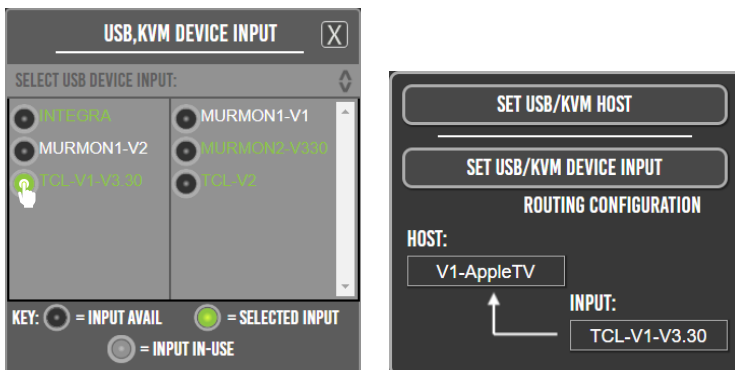 USB,KVM DEVICE INPUT X
SELECT USB DEVICE INPUT:
INTEGRA MURMON1-V1
MURMON1-V2 MURMON2-V330
TCL-V1-V3.30 TCL-V2
KEY: = INPUT AVAIL = SELECTED INPUT
= INPUT IN-USE
SET USB/KVM HOST
SET USB/KVM DEVICE INPUT
ROUTING CONFIGURATION
HOST:
V1-AppleTV
INPUT:
TCL-V1-V3.30